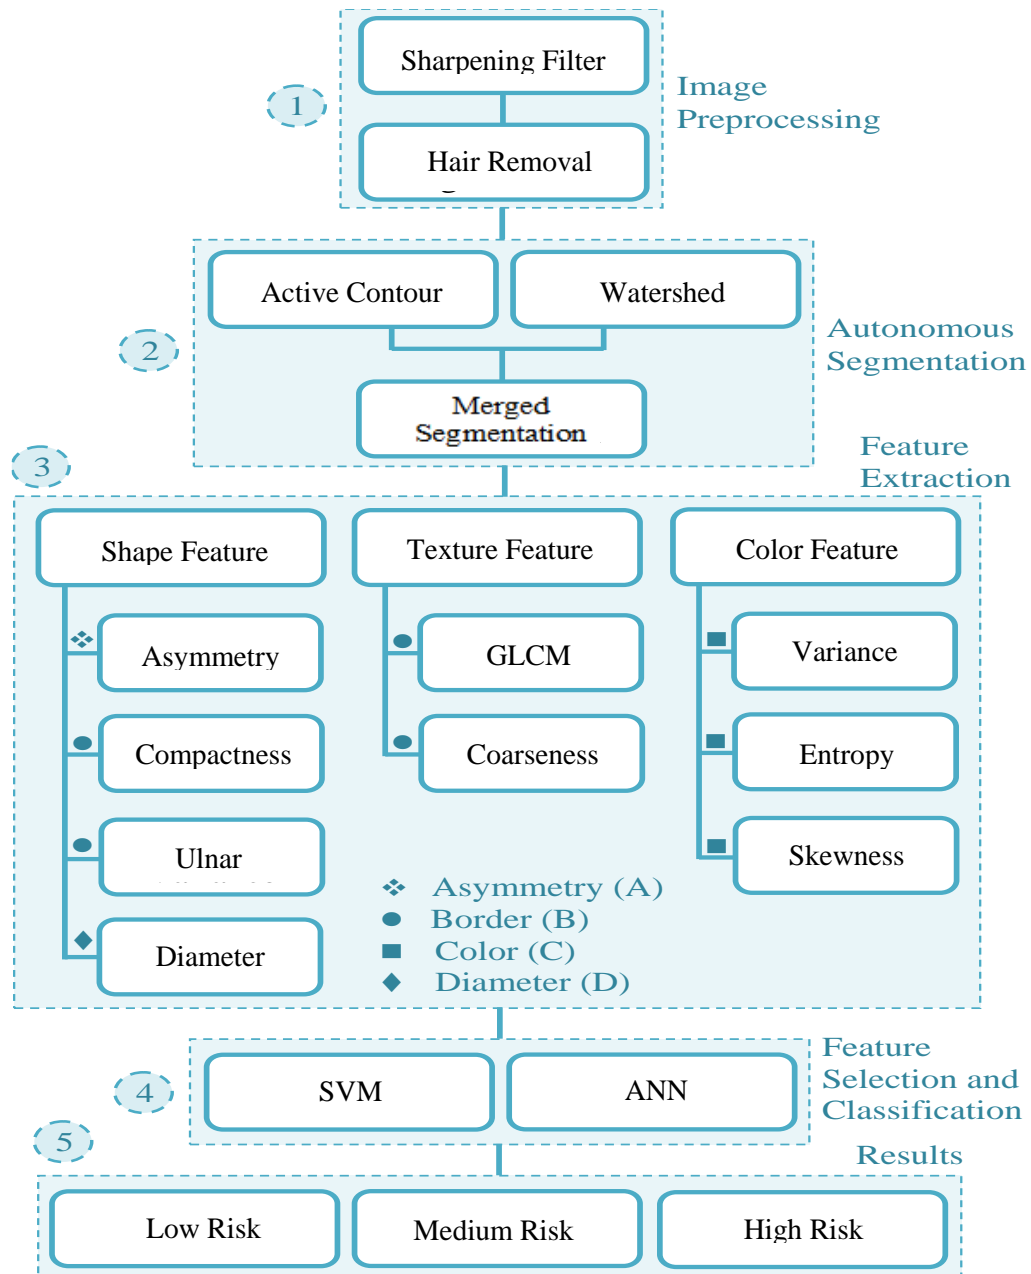 Sharpening Filter
1
Image
Preprocessing
Hair Removal
Active Contour
Watershed
2
Autonomous
Segmentation
Merged
Segmentation
3
Feature
Extraction
Shape Feature
Texture Feature
Color Feature
Asymmetry
GLCM
Variance
Compactness
Coarseness
Entropy
Ulnar
Skewness
Diameter
Asymmetry (A)
Border (B)
Color (C)
Diameter (D)
4
SVM
ANN
Feature
Selection and
Classification
5
Results
Low Risk
Medium Risk
High Risk